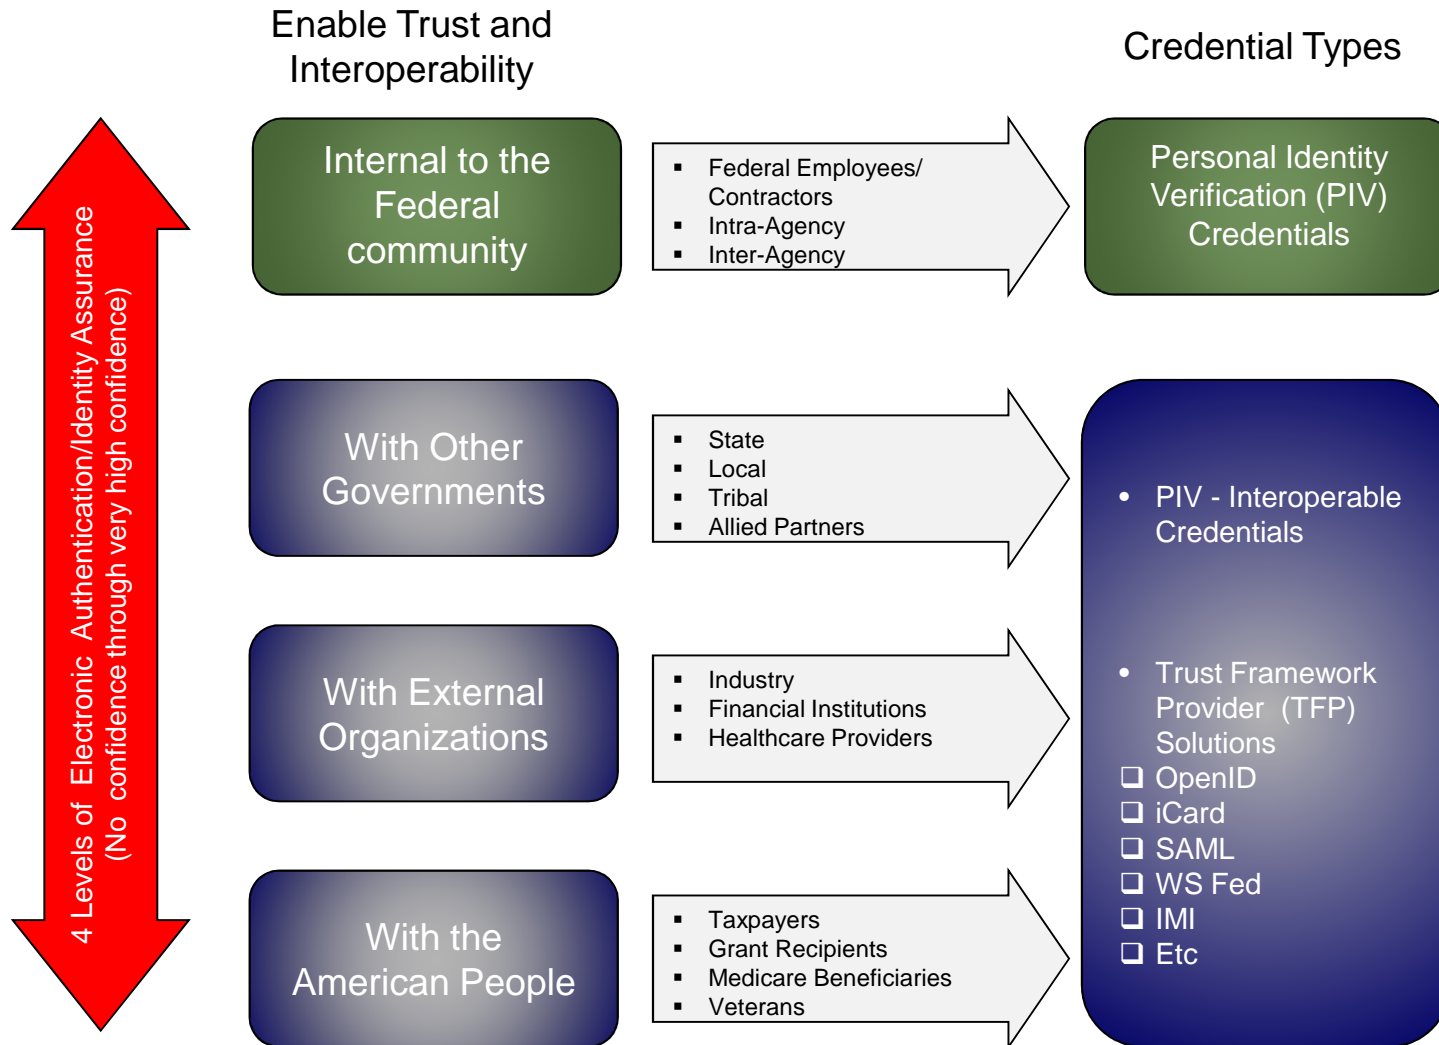 Enable Trust and
Interoperability
Credential Types
4 Levels of Electronic Authentication/Identity Assurance
(No confidence through very high confidence)
Internal to the
Federal
community
▪ Federal Employees/
Contractors
▪ Intra-Agency
▪ Inter-Agency
Personal Identity
Verification (PIV)
Credentials
With Other
Governments
▪ State
▪ Local
▪ Tribal
▪ Allied Partners
• PIV - Interoperable
Credentials
With External
Organizations
▪ Industry
▪ Financial Institutions
▪ Healthcare Providers
• Trust Framework
Provider (TFP)
Solutions
❑ OpenID
❑ iCard
❑ SAML
❑ WS Fed
❑ IMI
❑ Etc
With the
American People
▪ Taxpayers
▪ Grant Recipients
▪ Medicare Beneficiaries
▪ Veterans